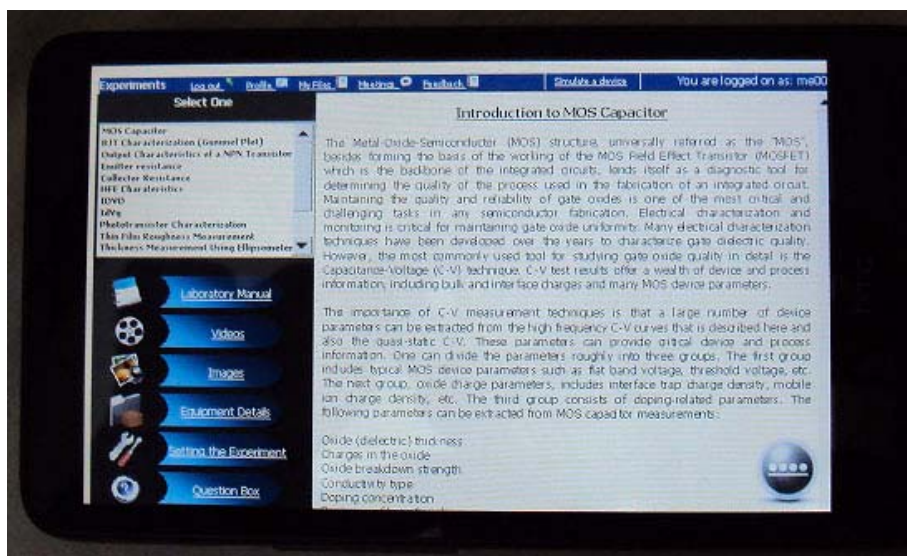 Experiments Log out Profile My Files Meetings Feedback Simulate a device You are logged on as: me00
Select One
MOS Capacitor
BJT Characterization (Gummel Plot)
Output Characteristics of a NPN Transistor
Emitter resistance
Collector Resistance
HFE Charateristics
IDVD
IdVg
Phototransistor Characterization
Thin Film Roughness Measurement
Thickness Measurement Using Ellipsometer
Laboratory Manual
Videos
Images
Equipment Details
Setting the Experiment
Question Box
Introduction to MOS Capacitor
The Metal-Oxide-Semiconductor (MOS) structure, universally referred as the "MOS",
besides forming the basis of the working of the MOS Field Effect Transistor (MOSFET)
which is the backbone of the integrated circuits, lends itself as a diagnostic tool for
determining the quality of the process used in the fabrication of an integrated circuit.
Maintaining the quality and reliability of gate oxides is one of the most critical and
challenging tasks in any semiconductor fabrication. Electrical characterization and
monitoring is critical for maintaining gate oxide uniformity. Many electrical characterization
techniques have been developed over the years to characterize gate dielectric quality.
However, the most commonly used tool for studying gate oxide quality in detail is the
Capacitance-Voltage (C-V) technique. C-V test results offer a wealth of device and process
information, including bulk and interface charges and many MOS device parameters.
The importance of C-V measurement techniques is that a large number of device
parameters can be extracted from the high frequency C-V curves that is described here and
also the quasi-static C-V. These parameters can provide critical device and process
information. One can divide the parameters roughly into three groups. The first group
includes typical MOS device parameters such as flat band voltage, threshold voltage, etc.
The next group, oxide charge parameters, includes interface trap charge density, mobile
ion charge density, etc. The third group consists of doping-related parameters. The
following parameters can be extracted from MOS capacitor measurements:
Oxide (dielectric) thickness
Charges in the oxide
Oxide breakdown strength
Conductivity type
Doping concentration